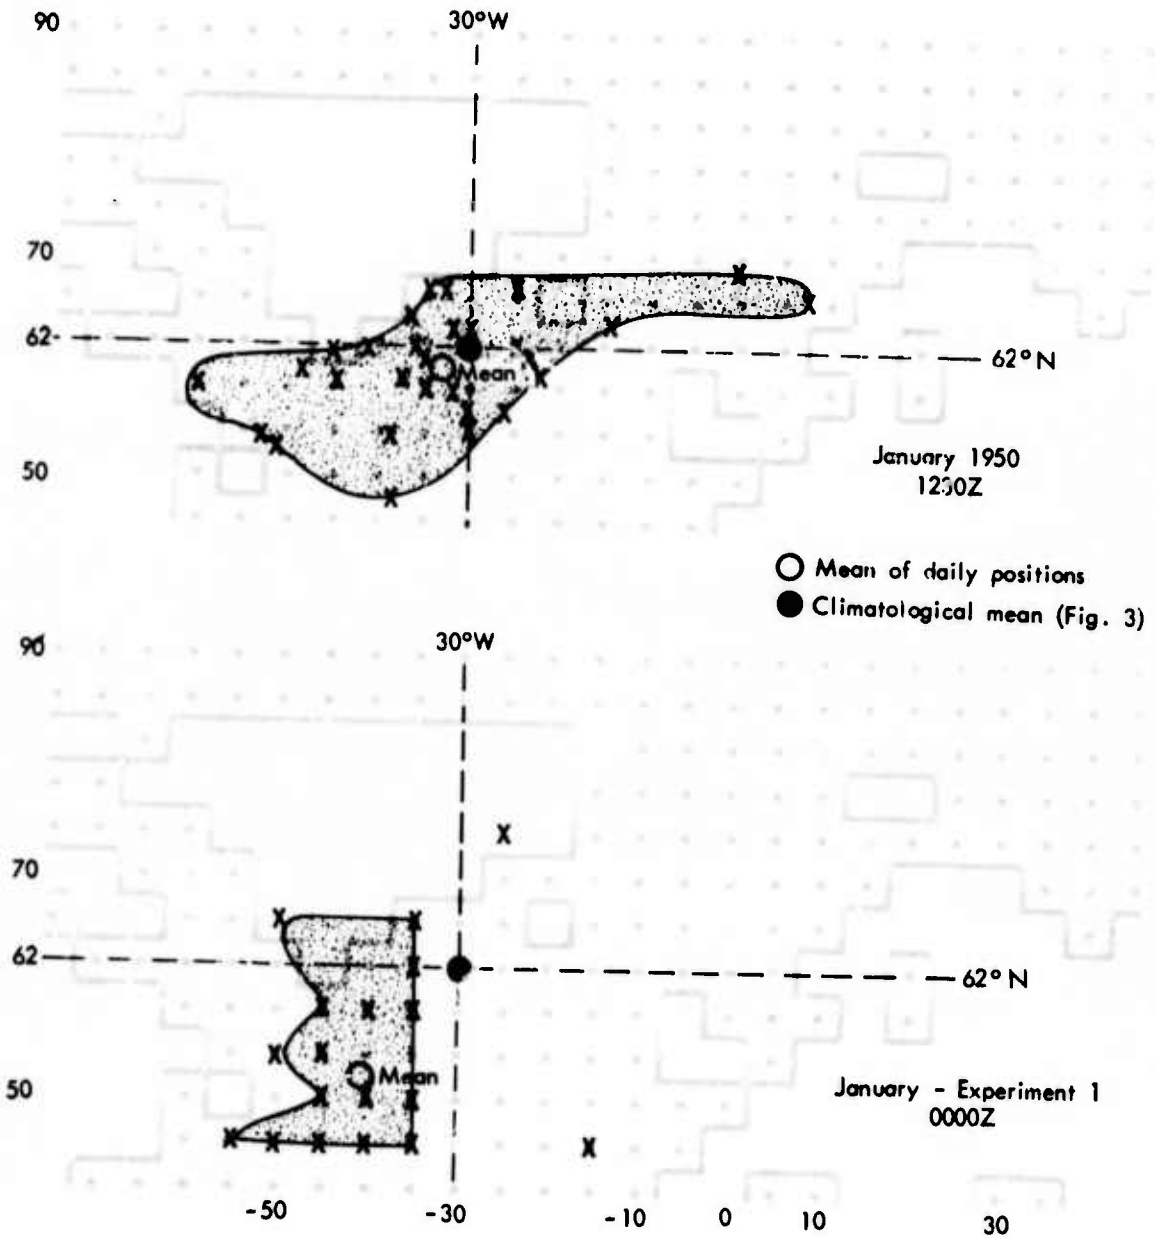 90
30°W
70
62
62°N
Mean
50
January 1950
Mean of daily positions
Climatological mean (Fig. 3)
90
30°W
70
62
62°N
Mean
50
January - Experiment 1
0000Z
-50 -30 -10 0 10 30